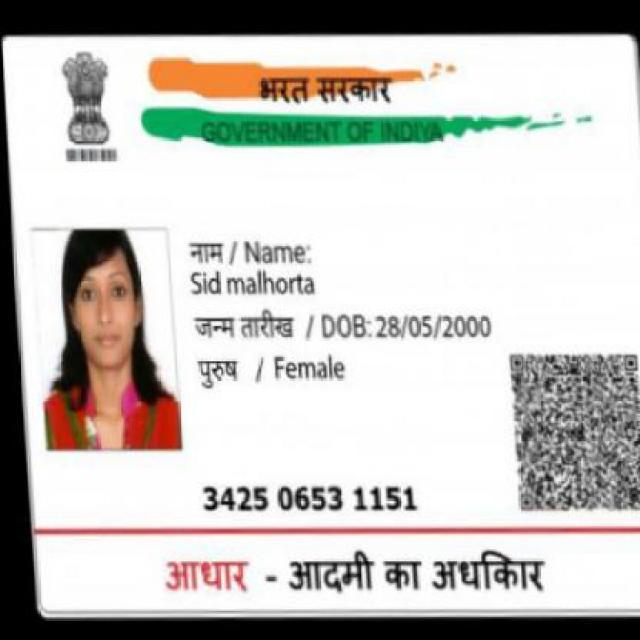 भरत सरकार
GOVERNMENT OF INDIYA
नाम / Name:
Sid malhorta
जन्म तारीख / DOB: 28/05/2000
पुरुष / Female
3425 0653 1151
आधार - आदमी का अधकिार